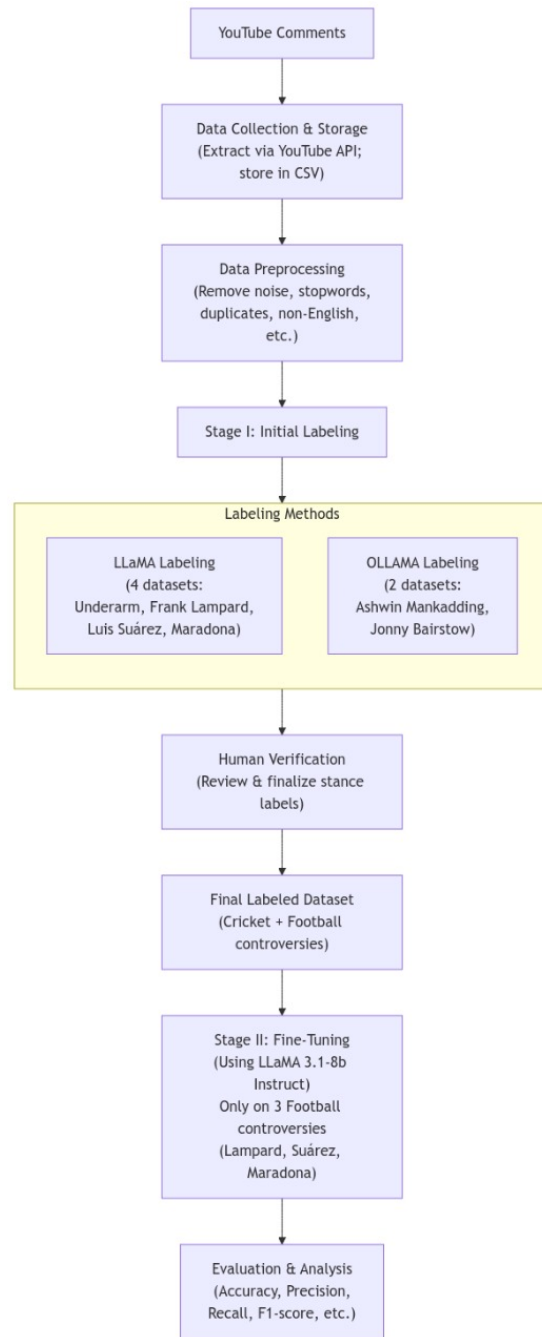 YouTube Comments
Data Collection & Storage
(Extract via YouTube API;
store in CSV)
Data Preprocessing
(Remove noise, stopwords,
duplicates, non-English,
etc.)
Stage I: Initial Labeling
Labeling Methods
LLaMA Labeling
(4 datasets:
Underarm, Frank Lampard,
Luis Suárez, Maradona)
OLLAMA Labeling
(2 datasets:
Ashwin Mankadding,
Jonny Bairstow)
Human Verification
(Review & finalize stance
labels)
Final Labeled Dataset
(Cricket + Football
controversies)
Stage II: Fine-Tuning
(Using LLaMA 3.1-8b
Instruct)
Only on 3 Football
controversies
(Lampard, Suárez,
Maradona)
Evaluation & Analysis
(Accuracy, Precision,
Recall, F1-score, etc.)